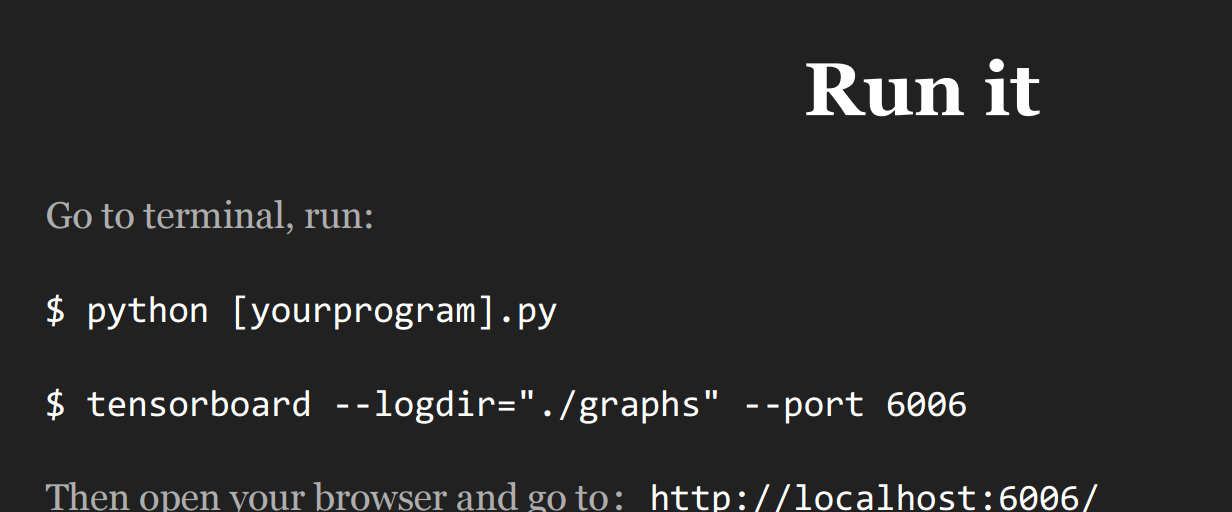 Run it
Go to terminal, run:
$ python [yourprogram].py
$ tensorboard --logdir="./graphs" --port 6006
Then open your browser and go to: http://localhost:6006/